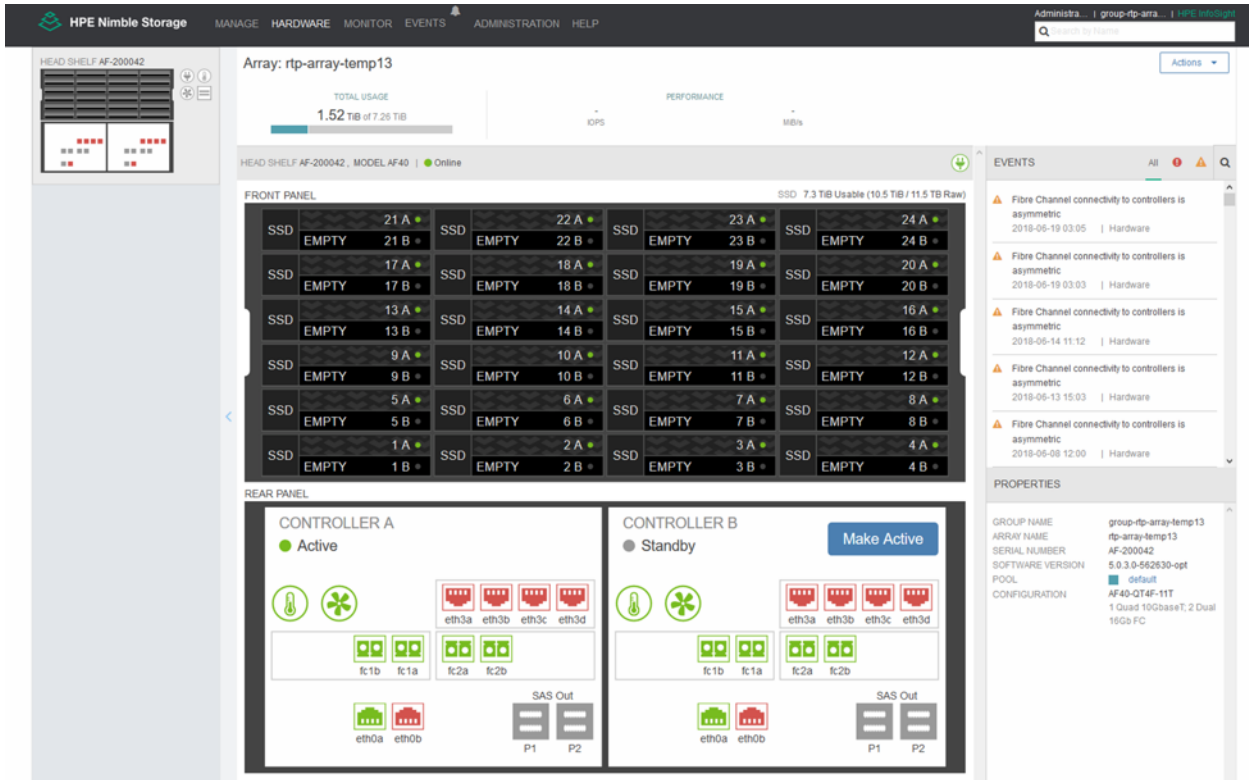 HPE Nimble Storage
MANAGE HARDWARE MONITOR EVENTS ADMINISTRATION HELP
Administra... | group-rtp-arra... | HPE InfoSight
Search by Name
HEAD SHELF AF-200042
Array: rtp-array-temp13
Actions
TOTAL USAGE
1.52 TiB of 7.26 TiB
PERFORMANCE
- -
IOPS MiB/s
HEAD SHELF AF-200042, MODEL AF40 | Online
FRONT PANEL
SSD 7.3 TiB Usable (10.5 TiB / 11.5 TB Raw)
SSD 21 A SSD 22 A SSD 23 A SSD 24 A
EMPTY 21 B EMPTY 22 B EMPTY 23 B EMPTY 24 B
SSD 17 A SSD 18 A SSD 19 A SSD 20 A
EMPTY 17 B EMPTY 18 B EMPTY 19 B EMPTY 20 B
SSD 13 A SSD 14 A SSD 15 A SSD 16 A
EMPTY 13 B EMPTY 14 B EMPTY 15 B EMPTY 16 B
SSD 9 A SSD 10 A SSD 11 A SSD 12 A
EMPTY 9 B EMPTY 10 B EMPTY 11 B EMPTY 12 B
SSD 5 A SSD 6 A SSD 7 A SSD 8 A
EMPTY 5 B EMPTY 6 B EMPTY 7 B EMPTY 8 B
SSD 1 A SSD 2 A SSD 3 A SSD 4 A
EMPTY 1 B EMPTY 2 B EMPTY 3 B EMPTY 4 B
REAR PANEL
CONTROLLER A
Active
eth3a eth3b eth3c eth3d
fc1b fc1a fc2a fc2b
SAS Out
eth0a eth0b P1 P2
CONTROLLER B
Standby
Make Active
eth3a eth3b eth3c eth3d
fc1b fc1a fc2a fc2b
SAS Out
eth0a eth0b P1 P2
EVENTS All
Fibre Channel connectivity to controllers is
asymmetric
2018-06-19 03:05 | Hardware
Fibre Channel connectivity to controllers is
asymmetric
2018-06-19 03:03 | Hardware
Fibre Channel connectivity to controllers is
asymmetric
2018-06-14 11:12 | Hardware
Fibre Channel connectivity to controllers is
asymmetric
2018-06-13 15:03 | Hardware
Fibre Channel connectivity to controllers is
asymmetric
2018-06-08 12:00 | Hardware
PROPERTIES
GROUP NAME group-rtp-array-temp13
ARRAY NAME rtp-array-temp13
SERIAL NUMBER AF-200042
SOFTWARE VERSION 5.0.3.0-562630-opt
POOL default
CONFIGURATION AF40-QT4F-11T
1 Quad 10GbaseT; 2 Dual
16Gb FC